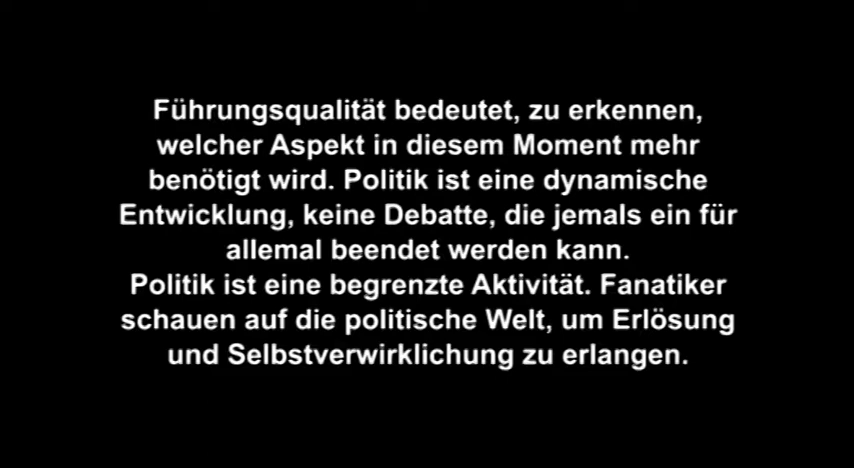 Führungsqualität bedeutet, zu erkennen,
welcher Aspekt in diesem Moment mehr
benötigt wird. Politik ist eine dynamische
Entwicklung, keine Debatte, die jemals ein für
allemal beendet werden kann.
Politik ist eine begrenzte Aktivität. Fanatiker
schauen auf die politische Welt, um Erlösung
und Selbstverwirklichung zu erlangen.